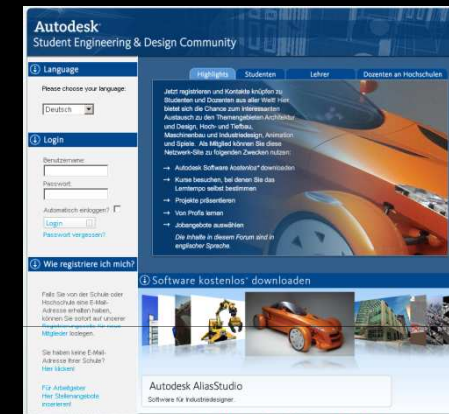 Autodesk
Student Engineering & Design Community
Language
Please choose your language:
Deutsch
Login
Benutzername:
Passwort:
Automatisch einloggen?
Login
Passwort vergessen?
Wie registriere ich mich?
Falls Sie von der Schule oder
Hochschule eine E-Mail-
Adresse erhalten haben,
können Sie sofort auf unserer
Registrierungsseite für neue
Mitglieder loslegen.
Sie haben keine E-Mail-
Adresse Ihrer Schule?
Hier klicken!
Für Arbeitgeber
Hier Stellenangebote
inserieren!
Highlights
Studenten
Lehrer
Dozenten an Hochschulen
Jetzt registrieren und Kontakte knüpfen zu
Studenten und Dozenten aus aller Welt! Hier
bietet sich die Chance zum interessanten
Austausch zu den Themengebieten Architektur
und Design, Hoch- und Tiefbau,
Maschinenbau und Industriedesign, Animation
und Spiele. Als Mitglied können Sie diese
Netzwerk-Site zu folgenden Zwecken nutzen:
Autodesk Software kostenlos* downloaden
Kurse besuchen, bei denen Sie das
Lerntempo selbst bestimmen
Projekte präsentieren
Von Profis lernen
Jobangebote auswählen
Die Inhalte in diesem Forum sind in
englischer Sprache.
Software kostenlos* downloaden
Autodesk AliasStudio
Software für Industriedesigner.